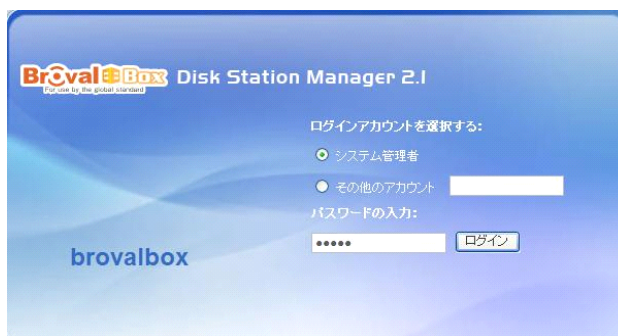 BrovalBox Disk Station Manager 2.1
For use by the global standard
ログインアカウントを選択する:
システム管理者
その他のアカウント
パスワードの入力:
••••• ログイン
brovalbox